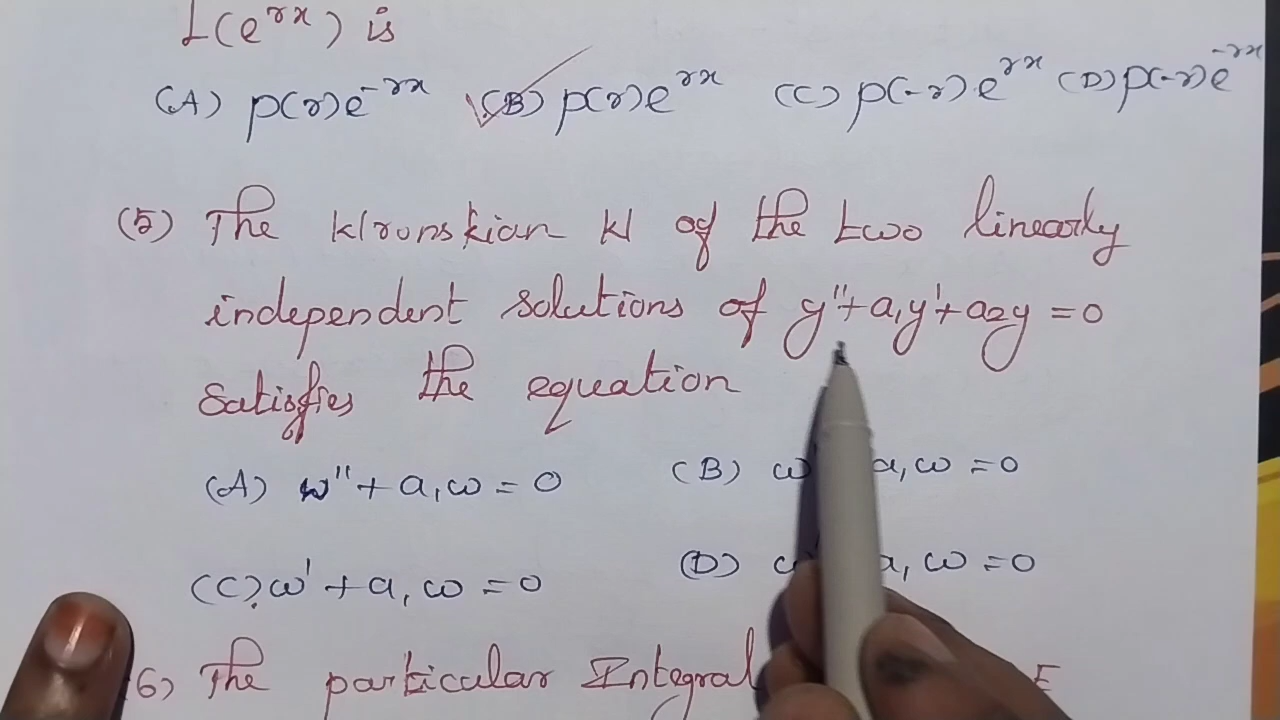 L(e^{rx}) is
(A) p(r)e^{-rx} (B) p(r)e^{rx} (C) p(-r)e^{rx} (D) p(-r)e^{-rx}
(5) The Wronskian W of the two linearly
independent solutions of y''+a₁y'+a₂y=0
satisfies the equation
(A) w''+a₁w=0 (B) w a₁w=0
(C) w'+a₁w=0 (D) a₁w=0
(6) The particular Integral